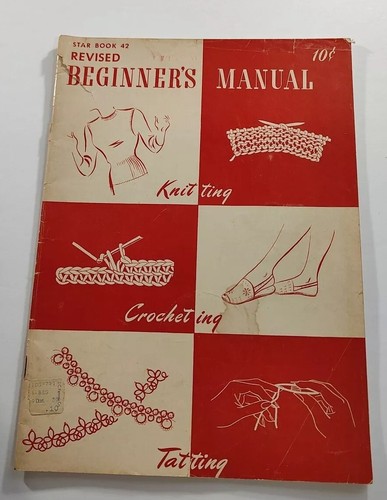 STAR BOOK 42
REVISED
10¢
BEGINNER'S MANUAL
Knitting
Crocheting
Tatting